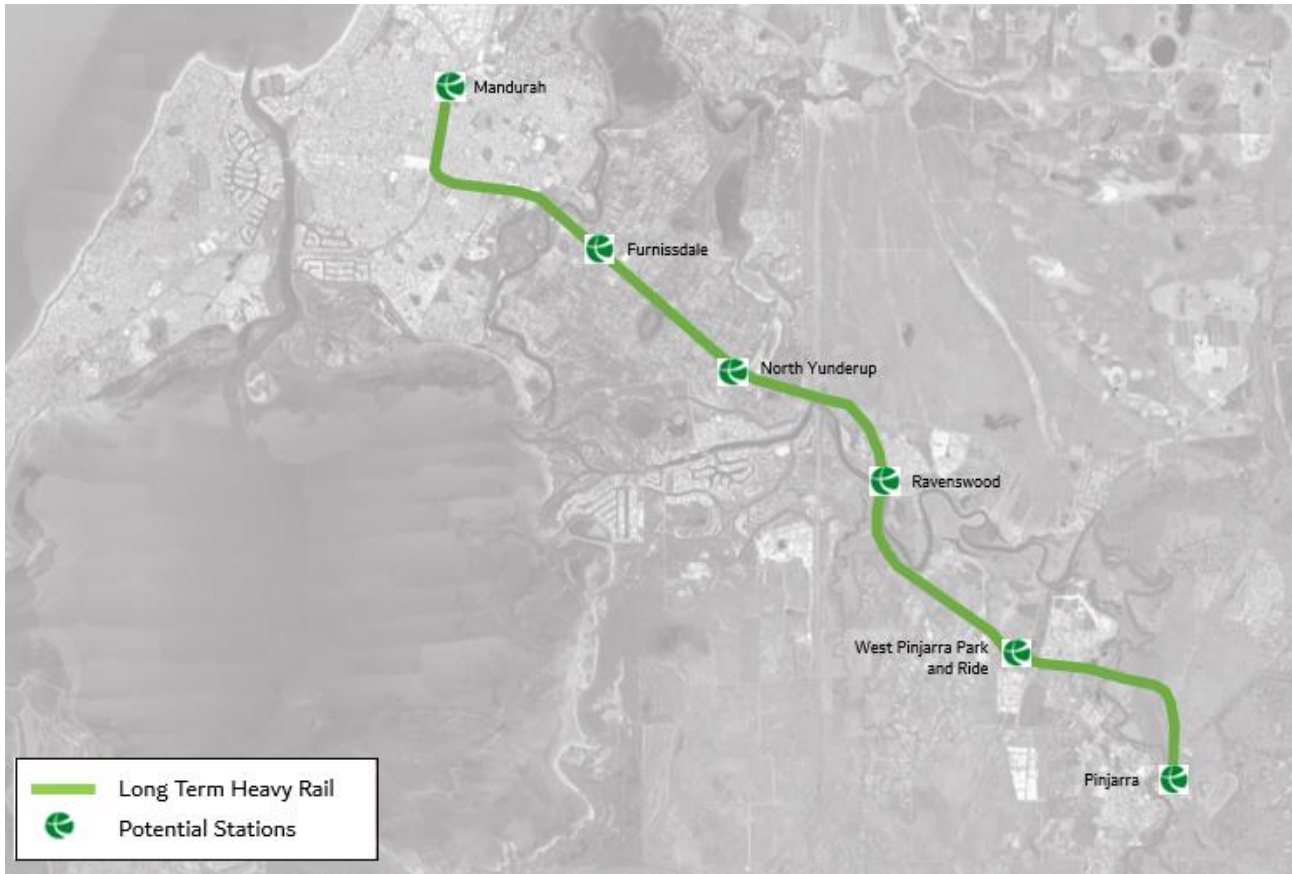 Mandurah
Furnissdale
North Yunderup
Ravenswood
West Pinjarra Park
and Ride
Pinjarra
Long Term Heavy Rail
Potential Stations